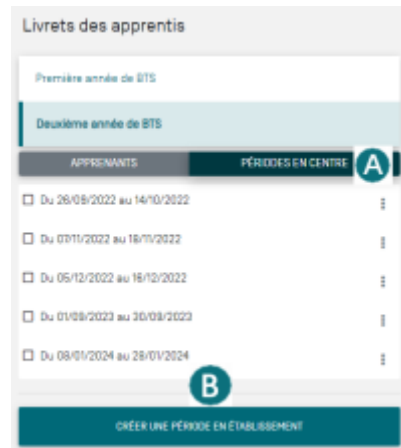 Livrets des apprentis
Première année de BTS
Deuxième année de BTS
APPRENANTS
PÉRIODES EN CENTRE
A
Du 26/09/2022 au 14/10/2022
Du 07/11/2022 au 18/11/2022
Du 05/12/2022 au 16/12/2022
Du 01/09/2023 au 30/09/2023
Du 08/01/2024 au 28/01/2024
B
CRÉER UNE PÉRIODE EN ÉTABLISSEMENT